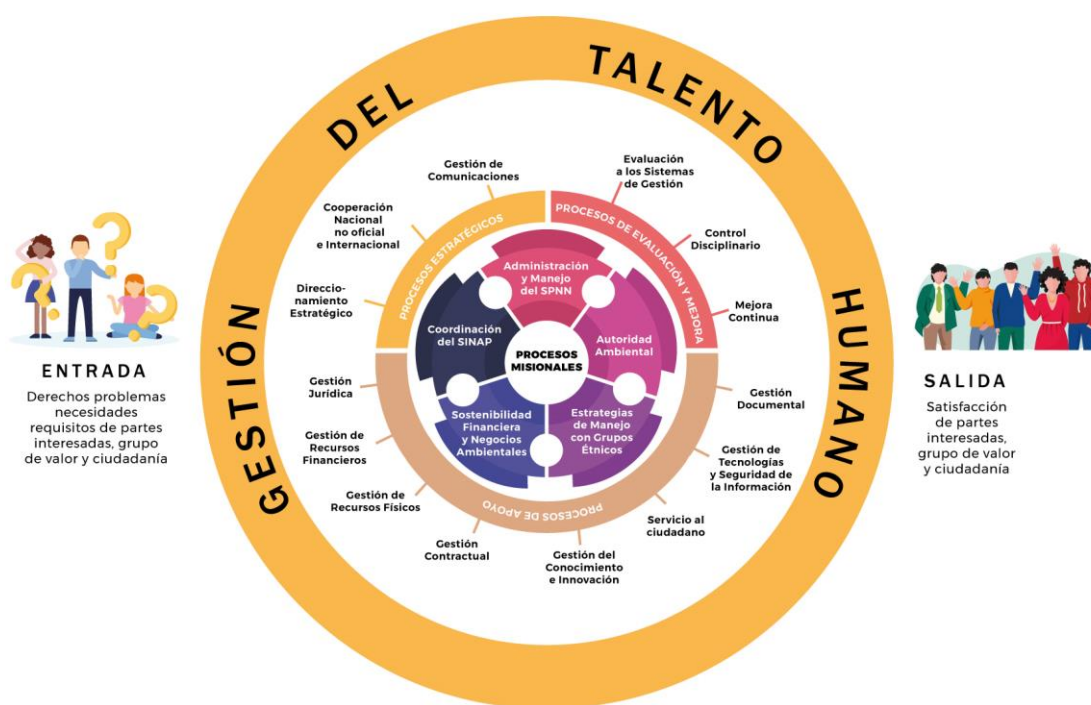 GESTIÓN DEL TALENTO HUMANO
ENTRADA
Derechos problemas
necesidades
requisitos de partes
interesadas, grupo
de valor y ciudadanía
PROCESOS ESTRATÉGICOS
Gestión de
Comunicaciones
Cooperación
Nacional
no oficial
e Internacional
Direccio-
namiento
Estratégico
PROCESOS DE EVALUACIÓN Y MEJORA
Evaluación
a los Sistemas
de Gestión
Control
Disciplinario
Mejora
Continua
PROCESOS
MISIONALES
Administración
y Manejo
del SPNN
Autoridad
Ambiental
Estrategias
de Manejo
con Grupos
Étnicos
Sostenibilidad
Financiera
y Negocios
Ambientales
Coordinación
del SINAP
PROCESOS DE APOYO
Gestión
Jurídica
Gestión de
Recursos
Financieros
Gestión de
Recursos Físicos
Gestión
Contractual
Gestión del
Conocimiento
e Innovación
Servicio al
ciudadano
Gestión de
Tecnologías
y Seguridad de
la Información
Gestión
Documental
SALIDA
Satisfacción
de partes
interesadas,
grupo de valor
y ciudadanía